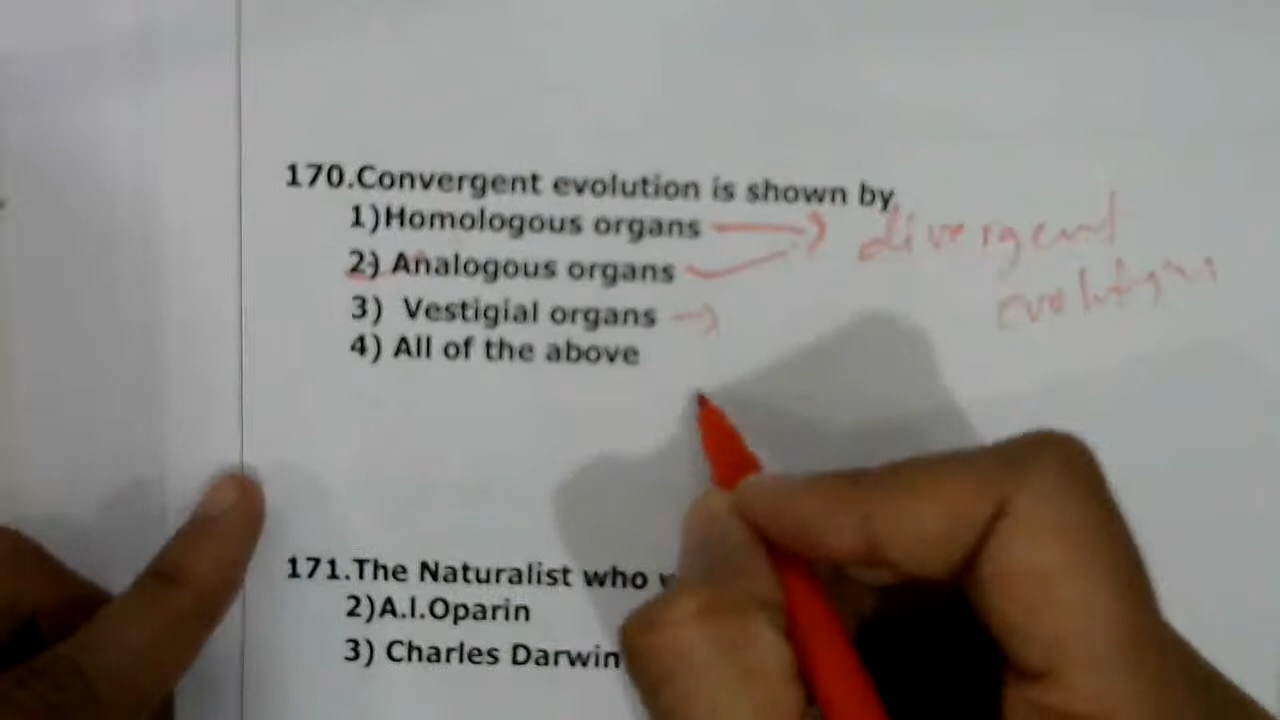 170.Convergent evolution is shown by
1)Homologous organs
divergent
2) Analogous organs
evolution
3) Vestigial organs
4) All of the above
171.The Naturalist who
2)A.I.Oparin
3) Charles Darwin